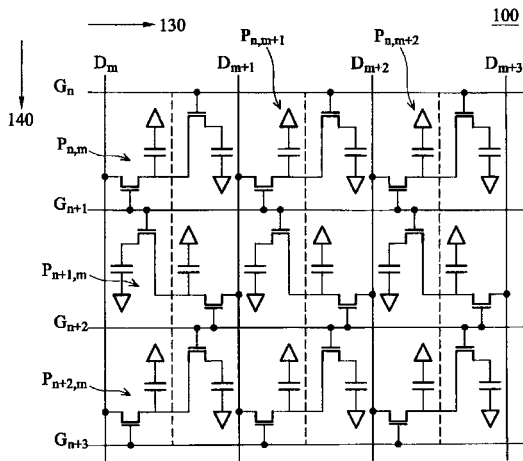 130
100
140
Pn,m+1
Pn,m+2
Dm
Dm+1
Dm+2
Dm+3
Gn
Pn,m
Gn+1
Pn+1,m
Gn+2
Pn+2,m
Gn+3